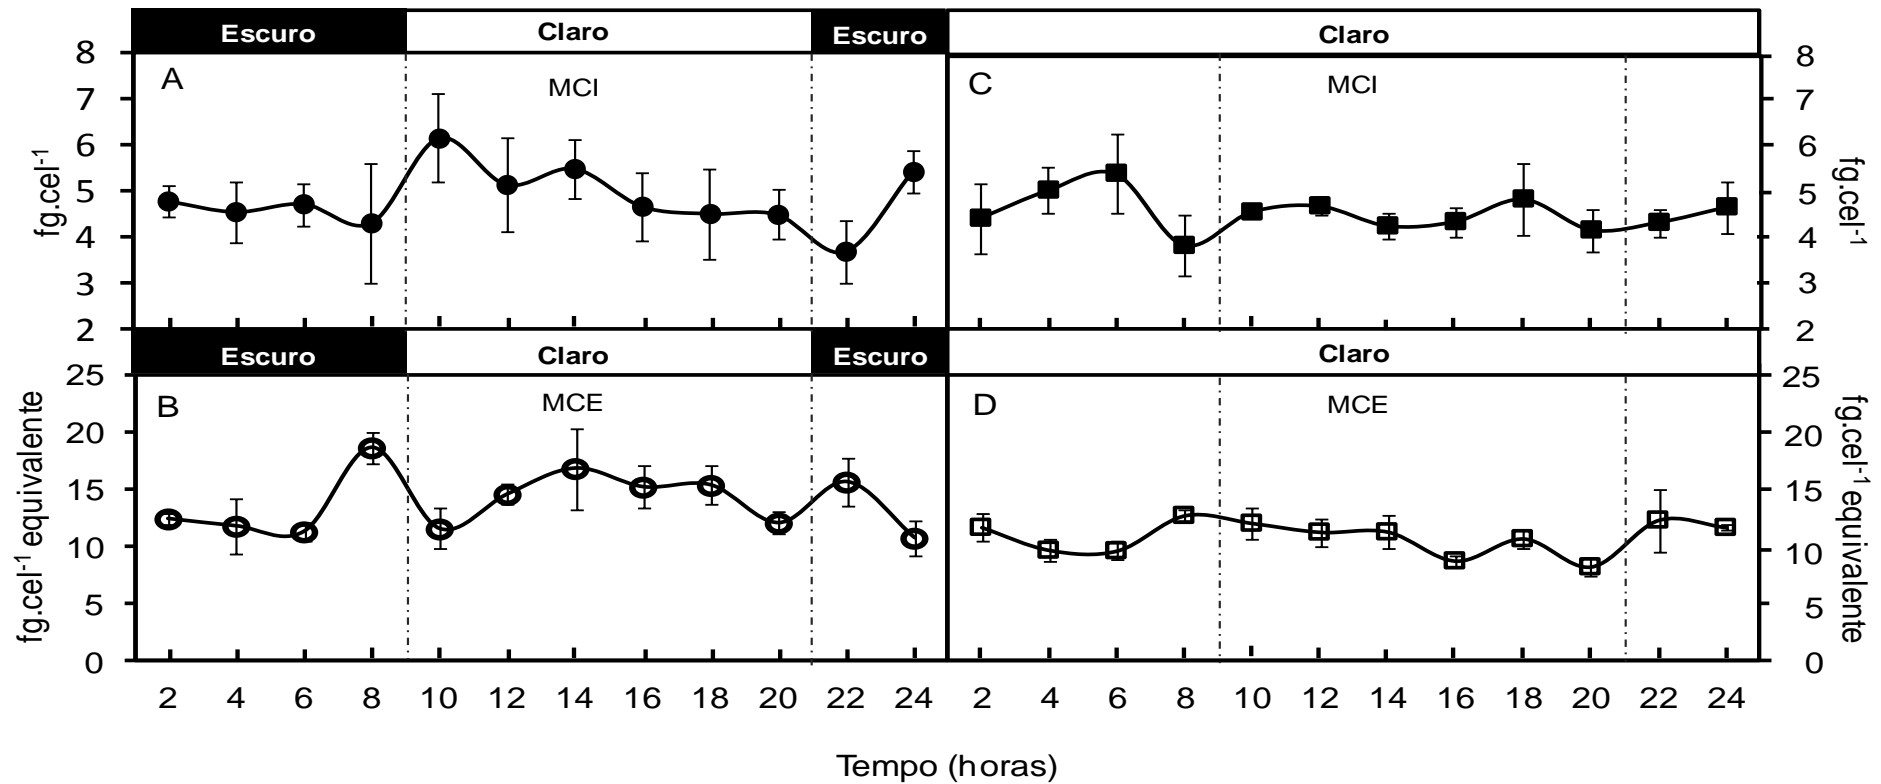 Escuro Claro Escuro Claro
A MCI C MCI
8 7 6 5 4 3 2
fg.cel-1
8 7 6 5 4 3 2
fg.cel-1
Escuro Claro Escuro Claro
B MCE D MCE
25 20 15 10 5 0
fg.cel-1 equivalente
25 20 15 10 5 0
fg.cel-1 equivalente
2 4 6 8 10 12 14 16 18 20 22 24 2 4 6 8 10 12 14 16 18 20 22 24
Tempo (horas)